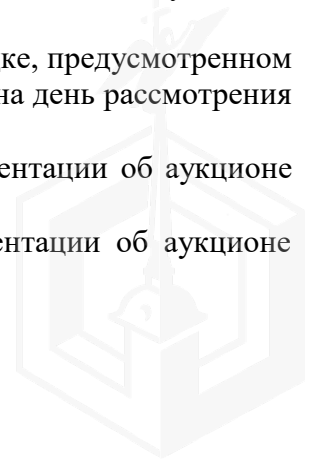 ке, предусмотренном
на день рассмотрения
ентации об аукционе
ентации об аукционе